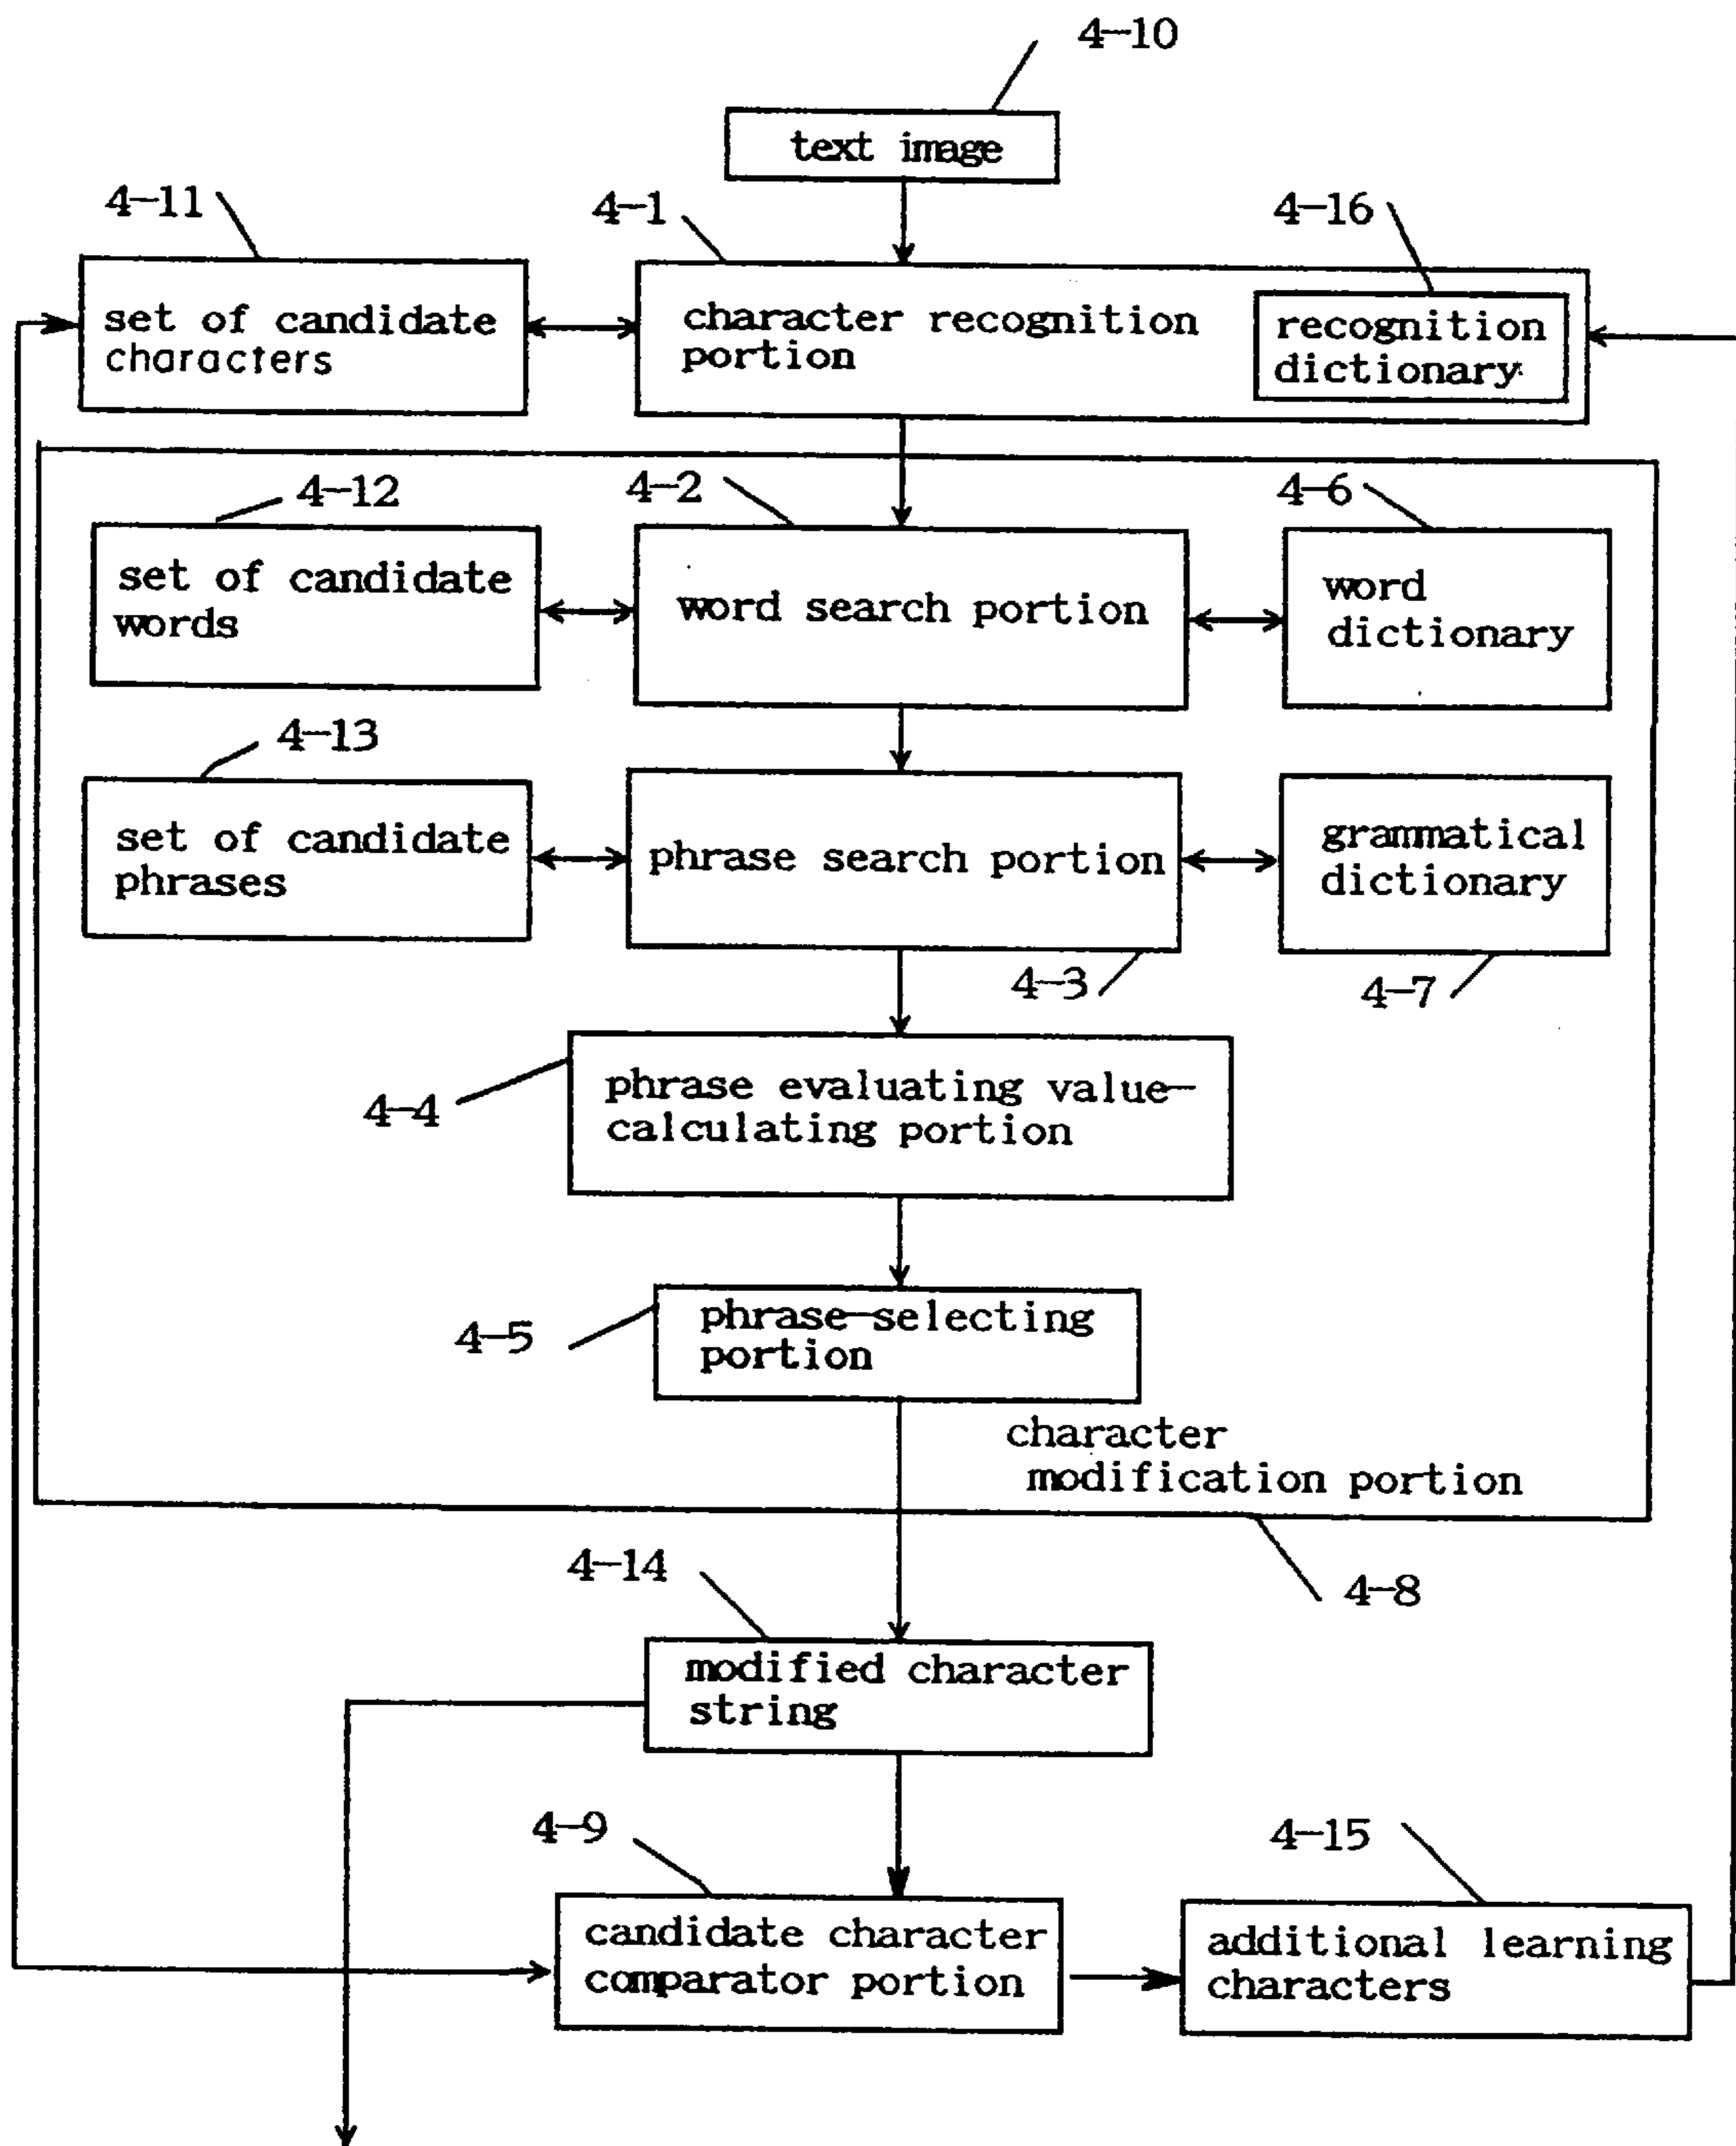 4-10
text image
4-11
4-1
4-16
set of candidate
characters
character recognition
portion
recognition
dictionary
4-12
4-2
4-6
set of candidate
words
word search portion
word
dictionary
4-13
set of candidate
phrases
phrase search portion
grammatical
dictionary
4-3
4-7
4-4
phrase evaluating value-
calculating portion
4-5
phrase-selecting
portion
character
modification portion
4-14
4-8
modified character
string
4-9
4-15
candidate character
comparator portion
additional learning
characters